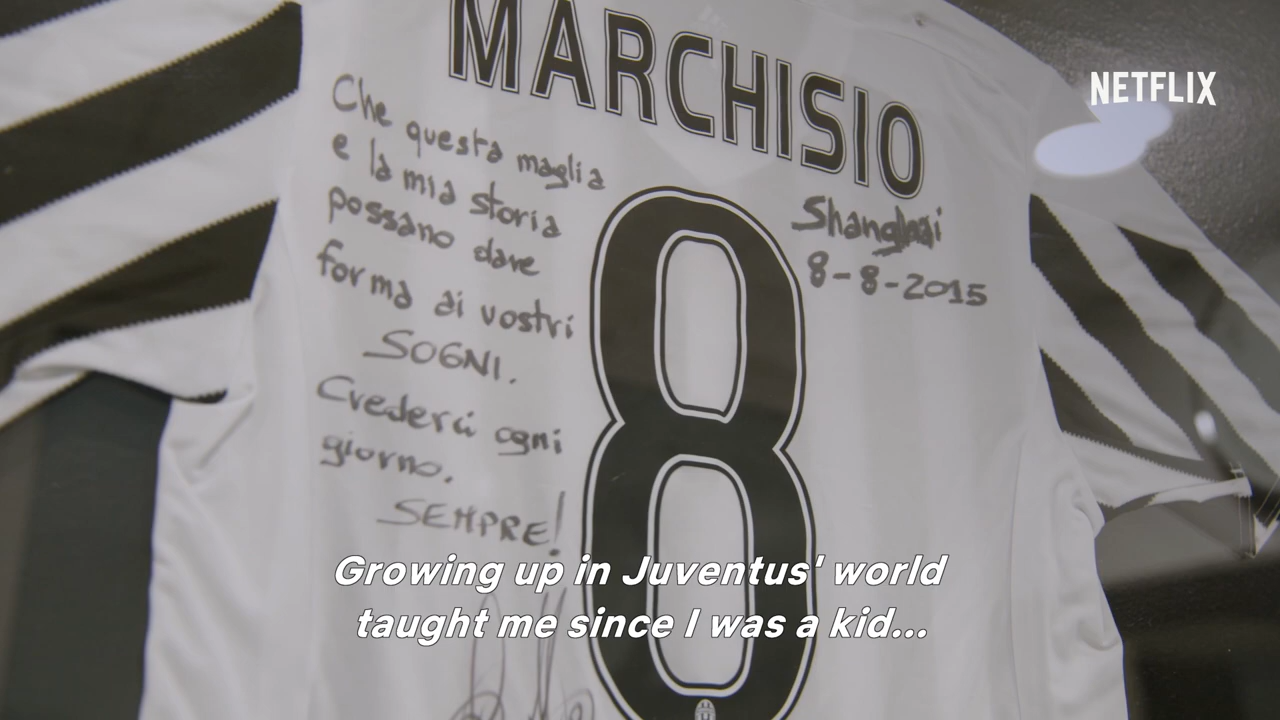 MARCHISIO
NETFLIX
Che questa maglia
e la mia storia
possano dare
forma ai vostri
SOGNI.
Crederci ogni
giorno.
SEMPRE!
Shanghai
8-8-2015
8
Growing up in Juventus' world
taught me since I was a kid...